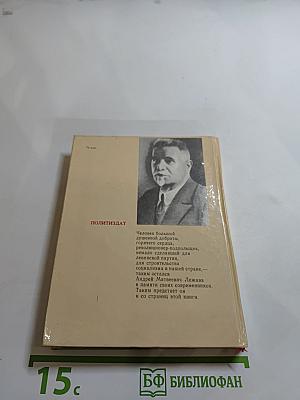 ПОЛИТИЗДАТ
Человек большой
душевной доброты,
горячего сердца,
революционер-подпольщик,
немало сделавший для
ленинской партии,
для строительства
социализма в нашей стране,—
таким остался
Андрей Матвеевич Лежава
в памяти своих современников.
Таким предстает он
и со страниц этой книги.
15с
БФ БИБЛИОФАН